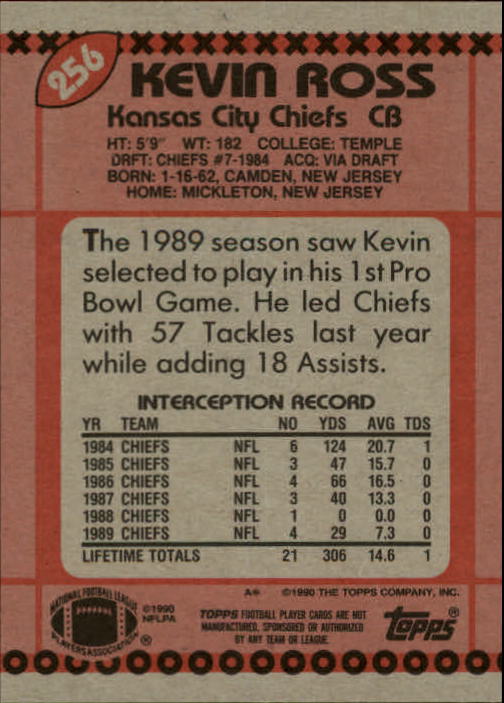 256
KEVIN ROSS
Kansas City Chiefs CB
HT: 5'9" WT: 182 COLLEGE: TEMPLE
DRFT: CHIEFS #7-1984 ACQ: VIA DRAFT
BORN: 1-16-62, CAMDEN, NEW JERSEY
HOME: MICKLETON, NEW JERSEY
The 1989 season saw Kevin
selected to play in his 1st Pro
Bowl Game. He led Chiefs
with 57 Tackles last year
while adding 18 Assists.
INTERCEPTION RECORD
YR TEAM NO YDS AVG TDS
1984 CHIEFS NFL 6 124 20.7 1
1985 CHIEFS NFL 3 47 15.7 0
1986 CHIEFS NFL 4 66 16.5 0
1987 CHIEFS NFL 3 40 13.3 0
1988 CHIEFS NFL 1 0 0.0 0
1989 CHIEFS NFL 4 29 7.3 0
LIFETIME TOTALS 21 306 14.6 1
A* ©1990 THE TOPPS COMPANY, INC.
NATIONAL FOOTBALL LEAGUE
PLAYERS ASSOCIATION ®
©1990
NFLPA
TOPPS FOOTBALL PLAYER CARDS ARE NOT
MANUFACTURED, SPONSORED OR AUTHORIZED
BY ANY TEAM OR LEAGUE.
topps®